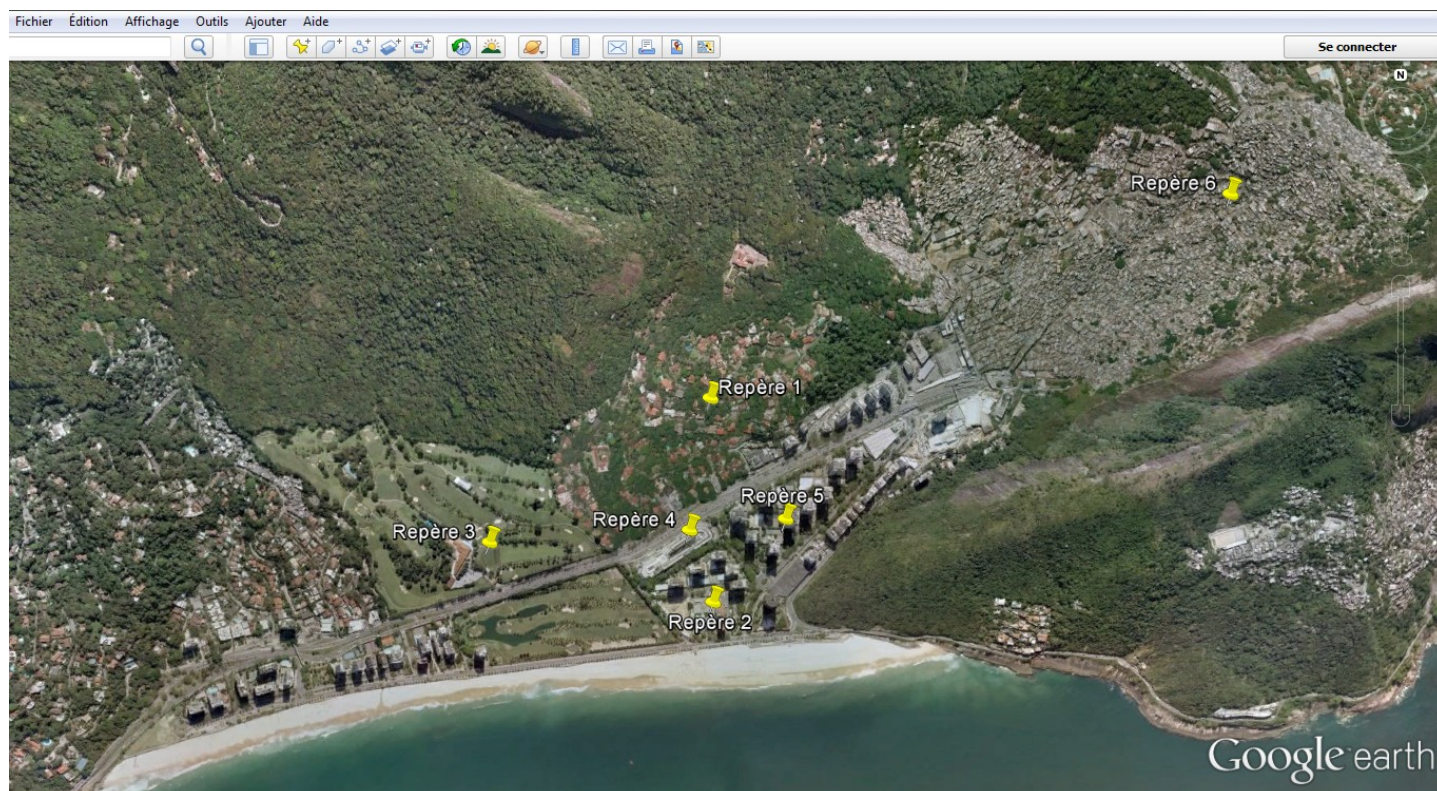 Fichier Édition Affichage Outils Ajouter Aide
Se connecter
N
Repère 6
Repère 1
Repère 5
Repère 4
Repère 3
Repère 2
Google earth